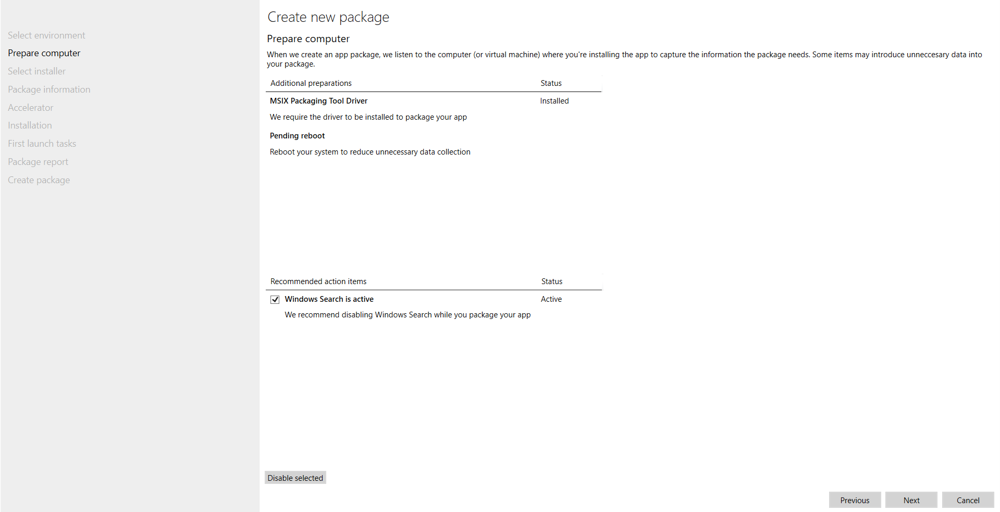 Select environment
Prepare computer
Select installer
Package information
Accelerator
Installation
First launch tasks
Package report
Create package
Create new package
Prepare computer
When we create an app package, we listen to the computer (or virtual machine) where you're installing the app to capture the information the package needs. Some items may introduce unneccesary data into
your package.
Additional preparations Status
MSIX Packaging Tool Driver Installed
We require the driver to be installed to package your app
Pending reboot
Reboot your system to reduce unnecessary data collection
Recommended action items Status
Windows Search is active Active
We recommend disabling Windows Search while you package your app
Disable selected
Previous Next Cancel